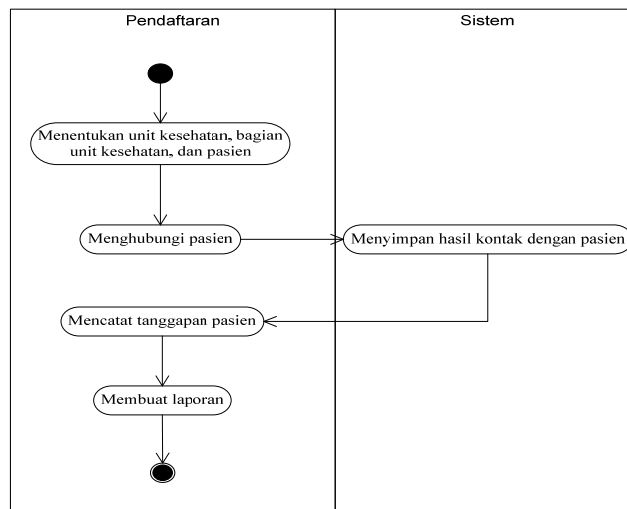 Pendaftaran
Sistem
Menentukan unit kesehatan, bagian
unit kesehatan, dan pasien
Menghubungi pasien
Menyimpan hasil kontak dengan pasien
Mencatat tanggapan pasien
Membuat laporan